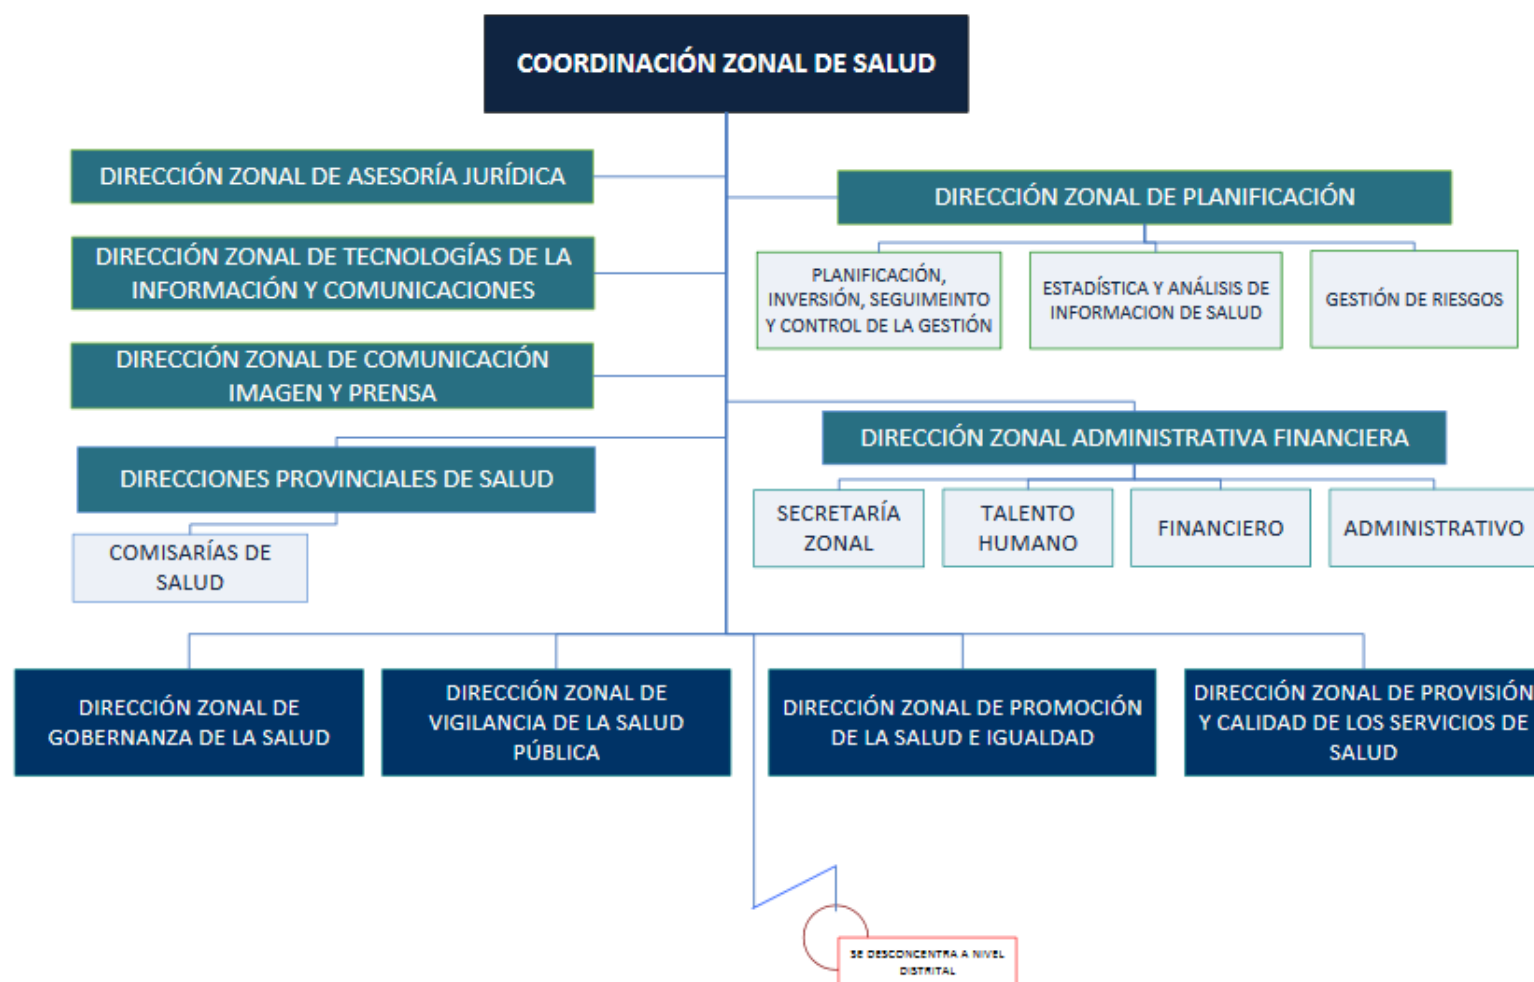 COORDINACIÓN ZONAL DE SALUD
DIRECCIÓN ZONAL DE ASESORÍA JURÍDICA
DIRECCIÓN ZONAL DE TECNOLOGÍAS DE LA
INFORMACIÓN Y COMUNICACIONES
DIRECCIÓN ZONAL DE COMUNICACIÓN
IMAGEN Y PRENSA
DIRECCIONES PROVINCIALES DE SALUD
COMISARÍAS DE
SALUD
DIRECCIÓN ZONAL DE PLANIFICACIÓN
PLANIFICACIÓN,
INVERSIÓN, SEGUIMEINTO
Y CONTROL DE LA GESTIÓN
ESTADÍSTICA Y ANÁLISIS DE
INFORMACION DE SALUD
GESTIÓN DE RIESGOS
DIRECCIÓN ZONAL ADMINISTRATIVA FINANCIERA
SECRETARÍA
ZONAL
TALENTO
HUMANO
FINANCIERO
ADMINISTRATIVO
DIRECCIÓN ZONAL DE
GOBERNANZA DE LA SALUD
DIRECCIÓN ZONAL DE
VIGILANCIA DE LA SALUD
PÚBLICA
DIRECCIÓN ZONAL DE PROMOCIÓN
DE LA SALUD E IGUALDAD
DIRECCIÓN ZONAL DE PROVISIÓN
Y CALIDAD DE LOS SERVICIOS DE
SALUD
SE DESCONCENTRA A NIVEL
DISTRITAL